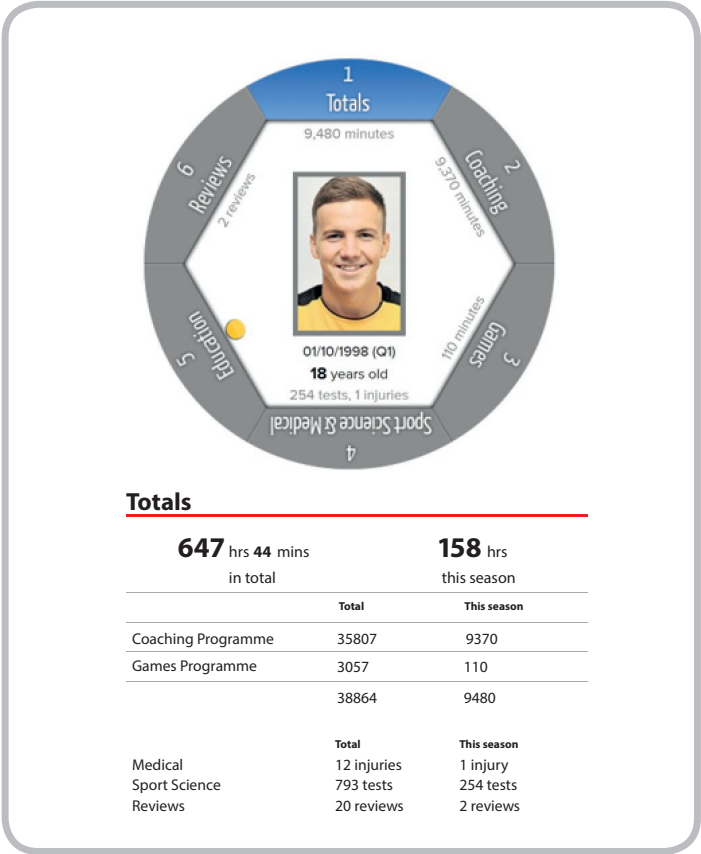 1
Totals
9,480 minutes
2
Coaching
9,370 minutes
3
Games
110 minutes
4
Sport Science & Medical
254 tests, 1 injuries
5
Education
6
Reviews
2 reviews
01/10/1998 (Q1)
18 years old
Totals
647 hrs 44 mins 158 hrs
in total this season
Total This season
Coaching Programme 35807 9370
Games Programme 3057 110
38864 9480
Total This season
Medical 12 injuries 1 injury
Sport Science 793 tests 254 tests
Reviews 20 reviews 2 reviews